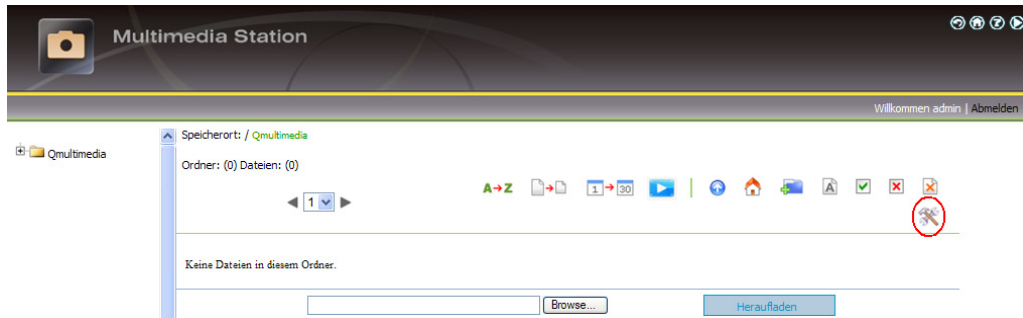 Multimedia Station
Willkommen admin | Abmelden
Qmultimedia
Speicherort: / Qmultimedia
Ordner: (0) Dateien: (0)
1
A→Z 1→30 A
Keine Dateien in diesem Ordner.
Browse...
Heraufladen